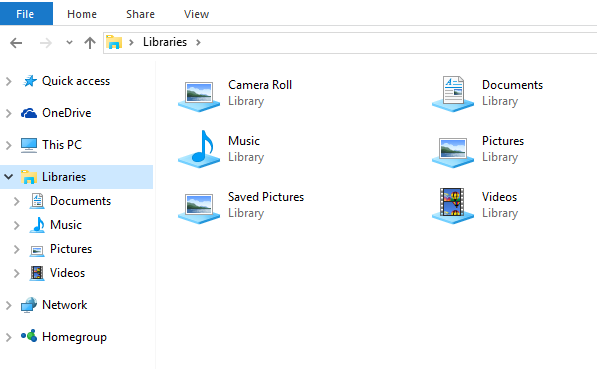 File Home Share View
Libraries
Quick access
OneDrive
This PC
Libraries
Documents
Music
Pictures
Videos
Network
Homegroup
Camera Roll
Library
Documents
Library
Music
Library
Pictures
Library
Saved Pictures
Library
Videos
Library